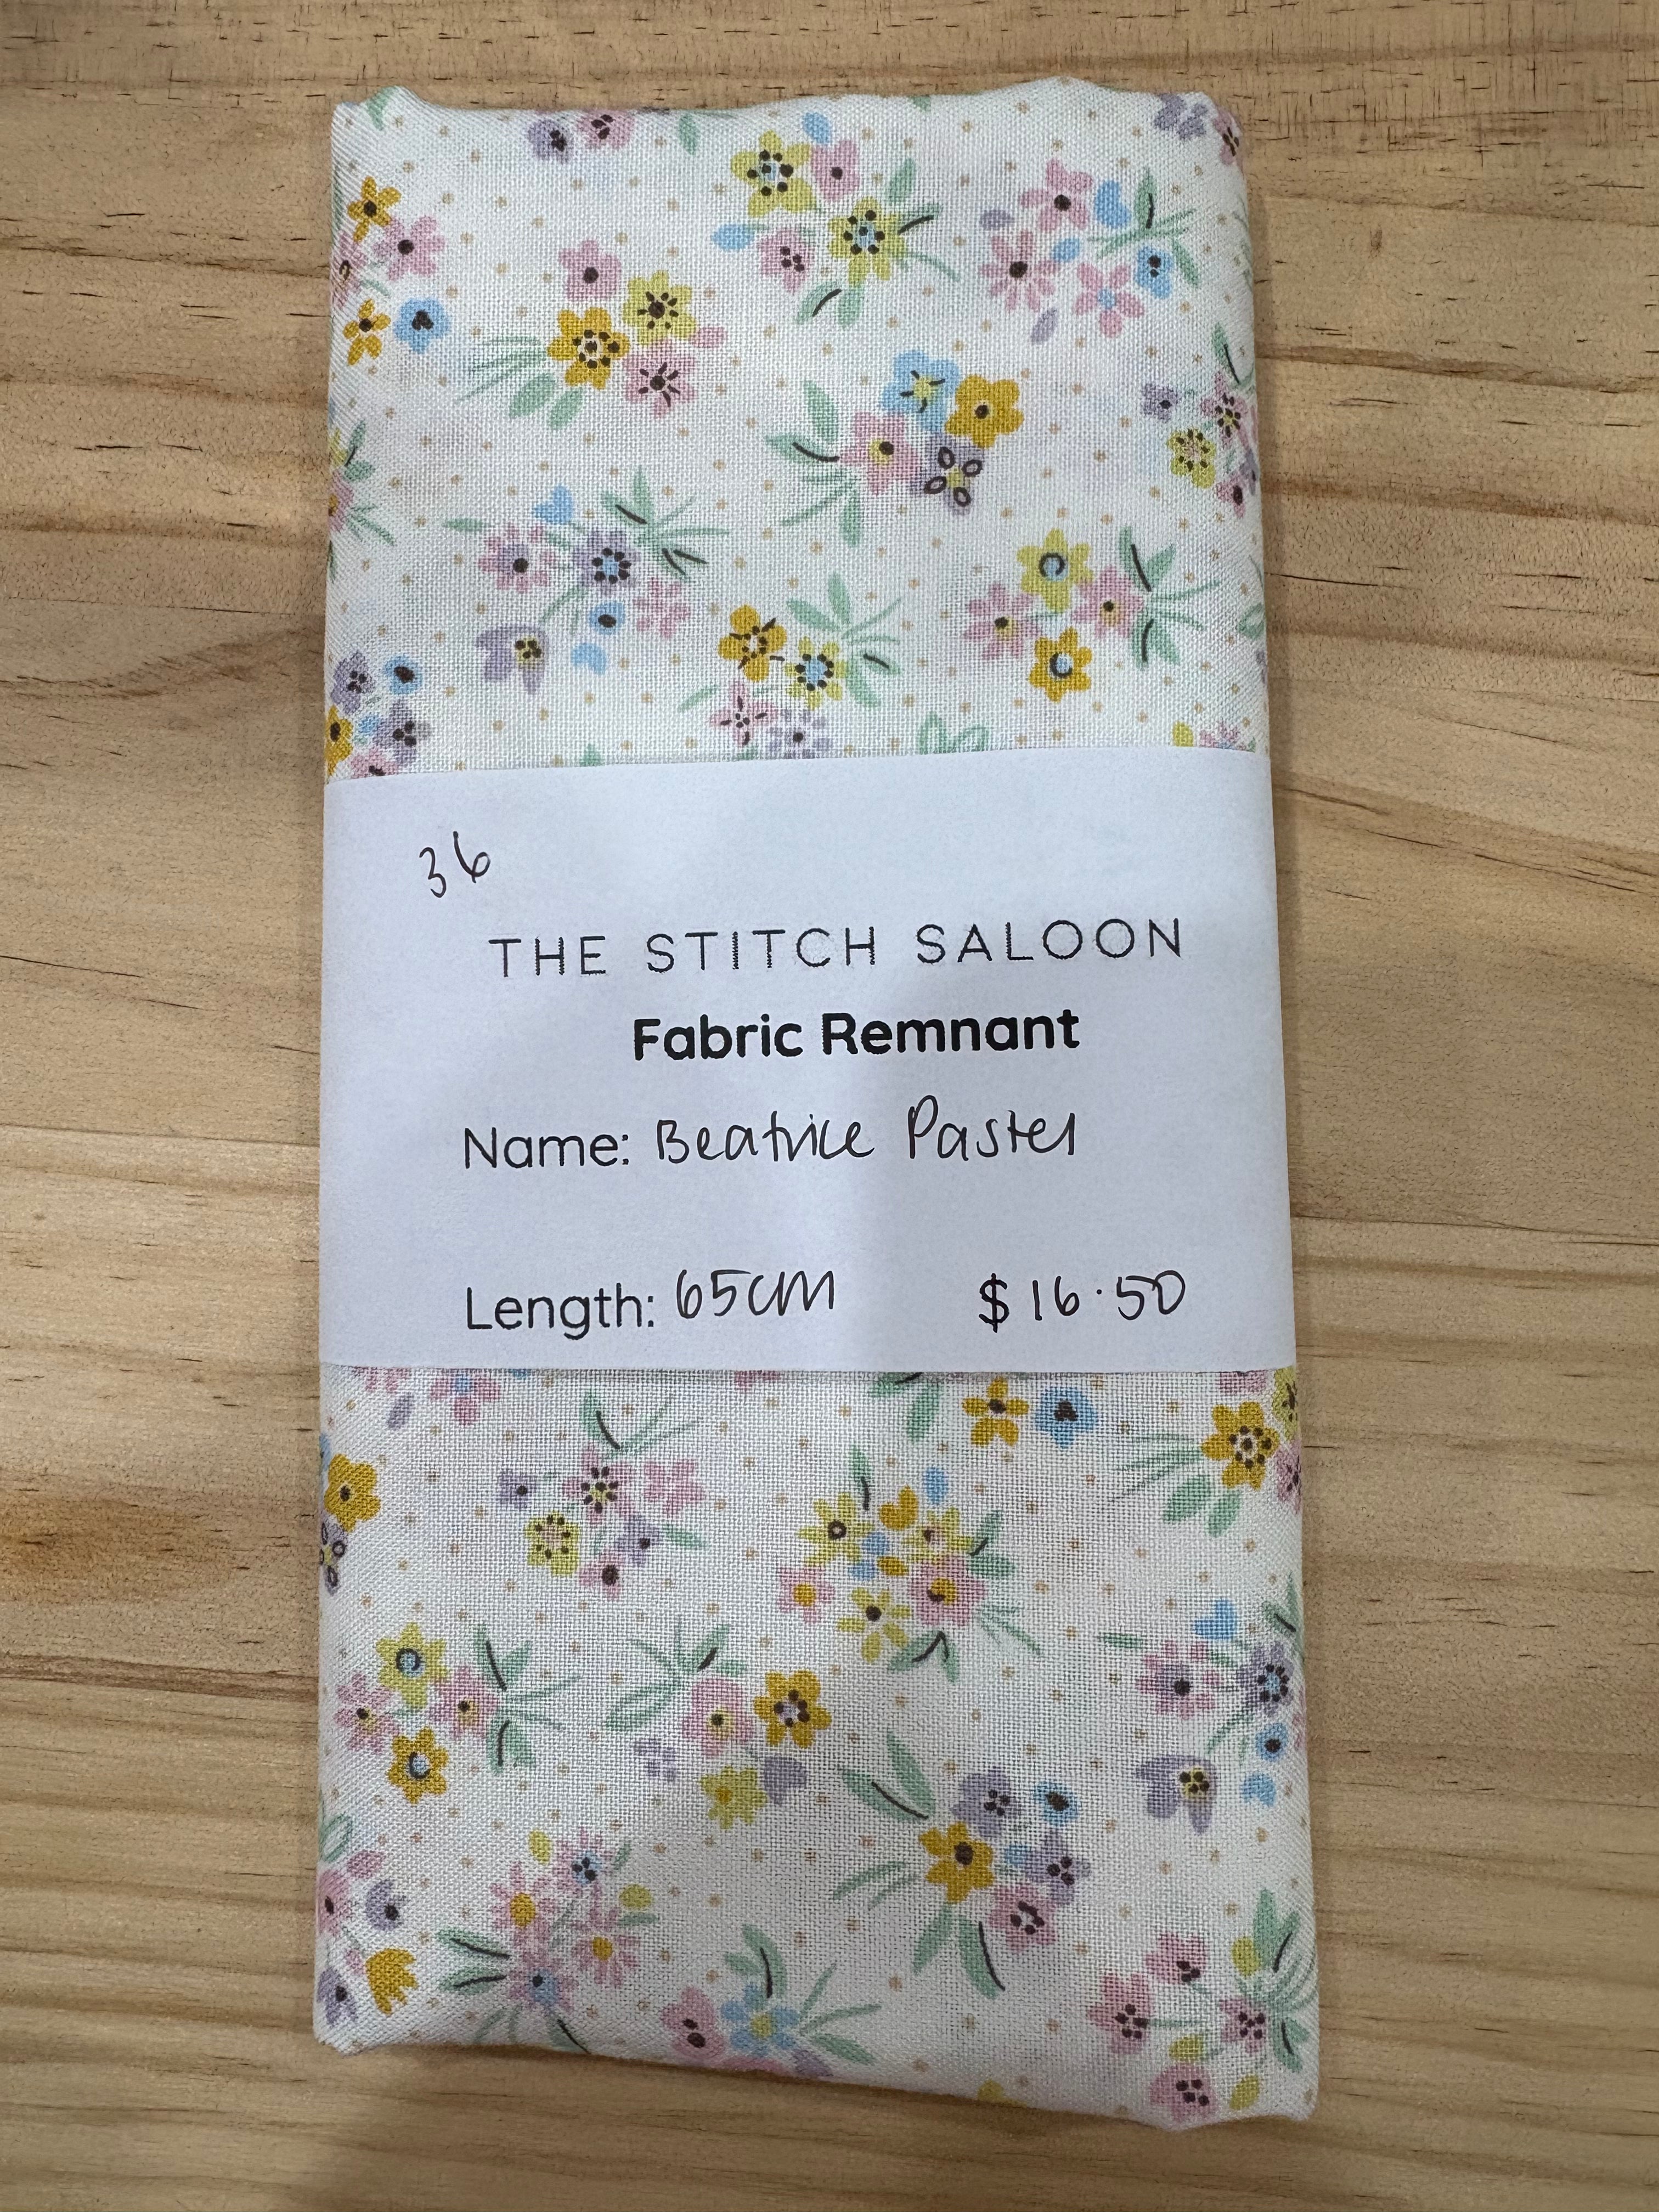 36
THE STITCH SALOON
Fabric Remnant
Name: Beatrice Pastel
Length: 65cm $16.50